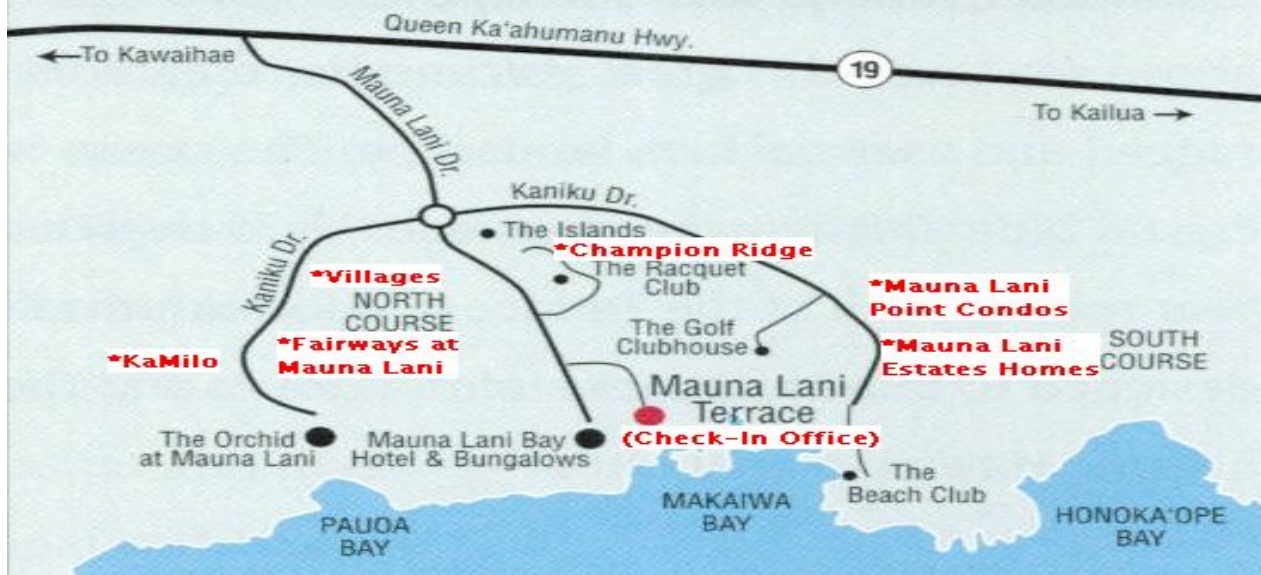 Queen Ka'ahumanu Hwy.
←To Kawaihae
19
To Kailua →
Mauna Lani Dr.
Kaniku Dr.
The Islands
*Champion Ridge
The Racquet
Club
Kaniku Dr.
*Villages
NORTH
COURSE
*Mauna Lani
Point Condos
The Golf
Clubhouse
*KaMilo
*Fairways at
Mauna Lani
*Mauna Lani
Estates Homes
SOUTH
COURSE
Mauna Lani
Terrace
(Check-In Office)
The Orchid
at Mauna Lani
Mauna Lani Bay
Hotel & Bungalows
The
Beach Club
PAUOA
BAY
MAKAIWA
BAY
HONOKA'OPE
BAY